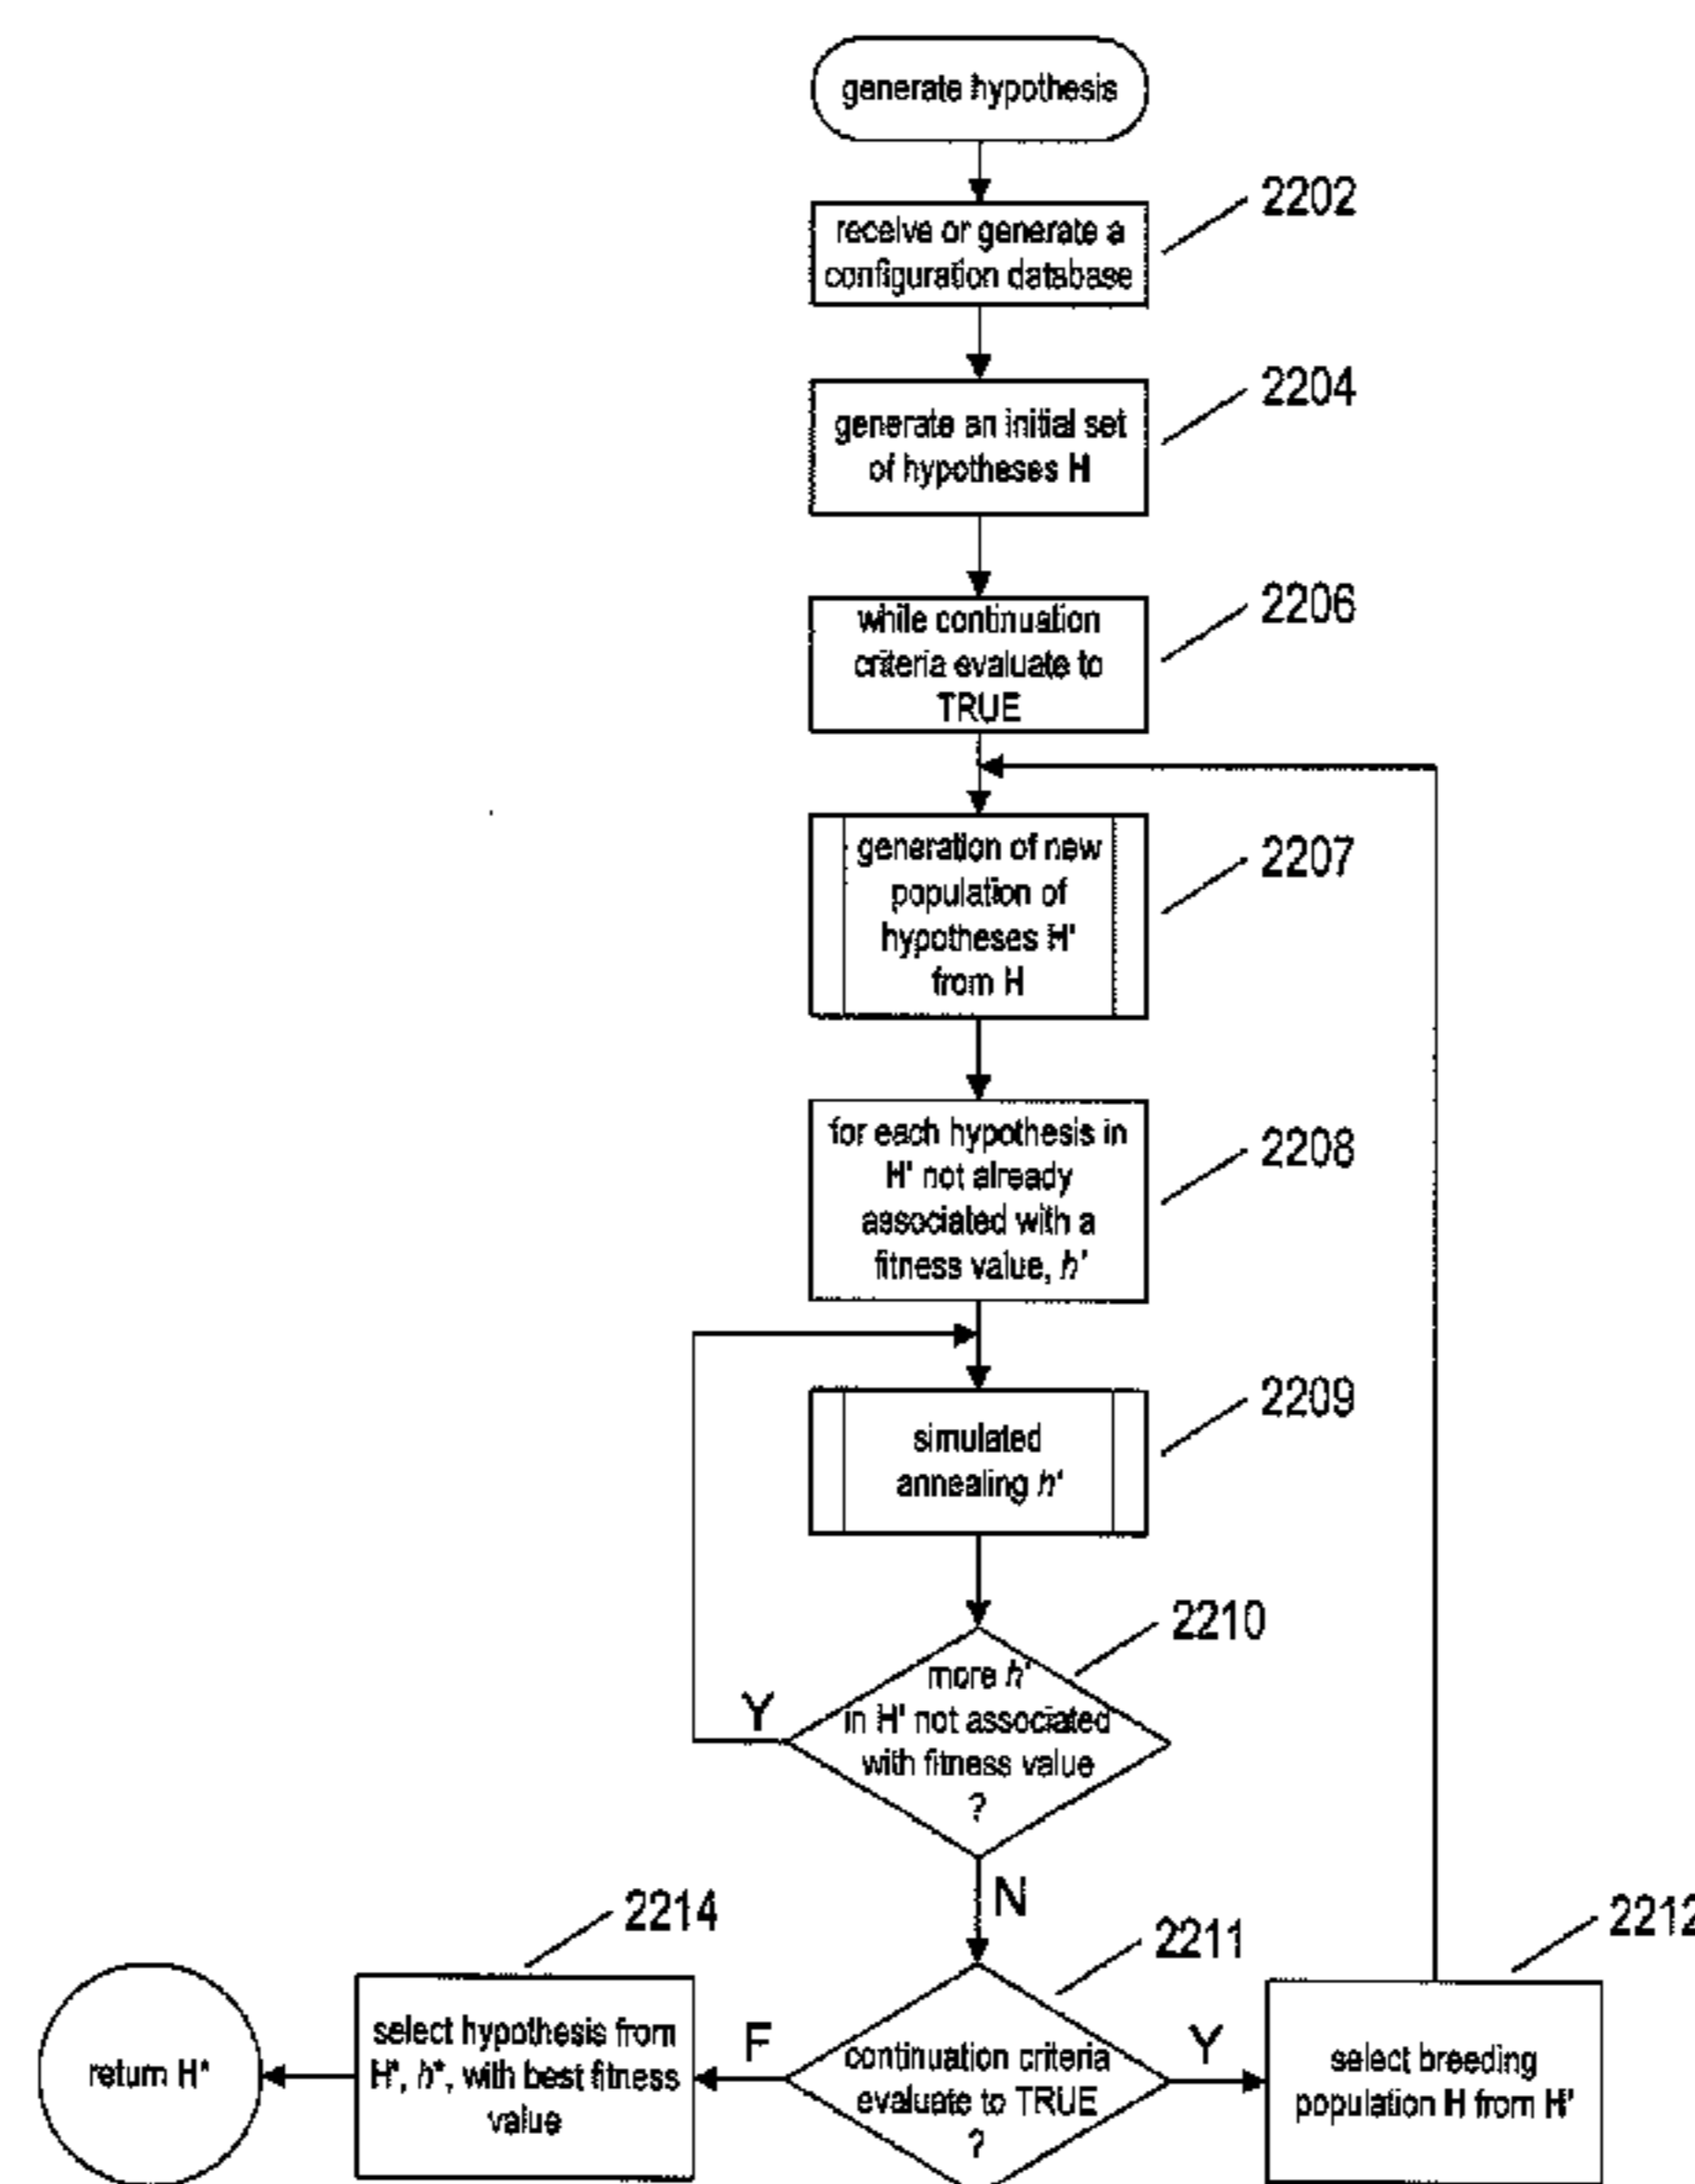 generate hypothesis
2202
receive or generate a
configuration database
2204
generate an initial set
of hypotheses H
2206
while continuation
criteria evaluate to
TRUE
2207
generation of new
population of
hypotheses H'
from H
2208
for each hypothesis in
H' not already
associated with a
fitness value, h'
2209
simulated
annealing h'
2210
more h'
in H' not associated
with fitness value
?
Y
N
2214
2211
2212
return H*
select hypothesis from
H*, h*, with best fitness
value
F
continuation criteria
evaluate to TRUE
?
Y
select breeding
population H from H'